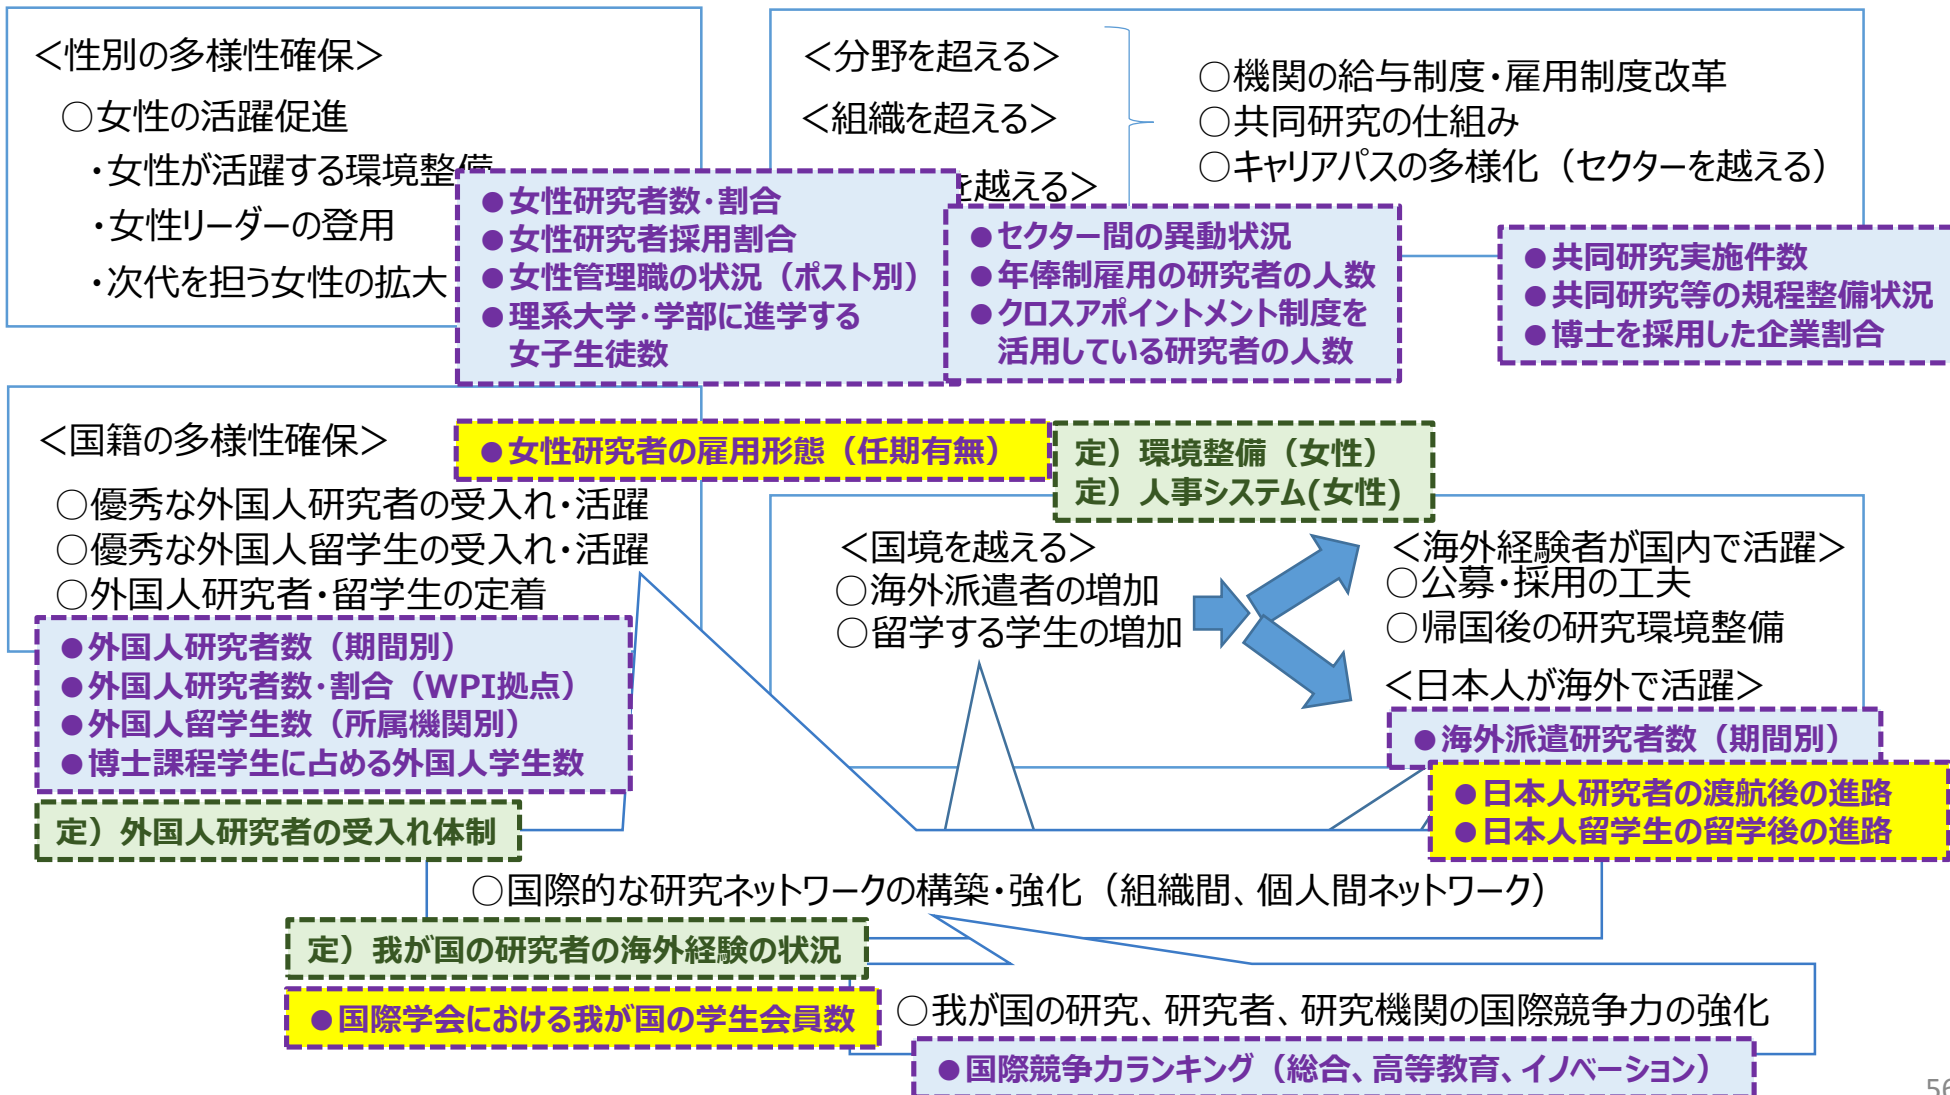 ＜性別の多様性確保＞
○女性の活躍促進
・女性が活躍する環境整備
・女性リーダーの登用
・次代を担う女性の拡大
●女性研究者数・割合
●女性研究者採用割合
●女性管理職の状況（ポスト別）
●理系大学・学部に進学する
女子生徒数
＜分野を超える＞
＜組織を超える＞
を越える＞
○機関の給与制度・雇用制度改革
○共同研究の仕組み
○キャリアパスの多様化（セクターを越える）
●セクター間の異動状況
●年俸制雇用の研究者の人数
●クロスアポイントメント制度を
活用している研究者の人数
●共同研究実施件数
●共同研究等の規程整備状況
●博士を採用した企業割合
＜国籍の多様性確保＞
●女性研究者の雇用形態（任期有無）
定）環境整備（女性）
定）人事システム(女性)
○優秀な外国人研究者の受入れ・活躍
○優秀な外国人留学生の受入れ・活躍
○外国人研究者・留学生の定着
●外国人研究者数（期間別）
●外国人研究者数・割合（WPI拠点）
●外国人留学生数（所属機関別）
●博士課程学生に占める外国人学生数
定）外国人研究者の受入れ体制
＜国境を越える＞
○海外派遣者の増加
○留学する学生の増加
＜海外経験者が国内で活躍＞
○公募・採用の工夫
○帰国後の研究環境整備
＜日本人が海外で活躍＞
●海外派遣研究者数（期間別）
●日本人研究者の渡航後の進路
●日本人留学生の留学後の進路
○国際的な研究ネットワークの構築・強化（組織間、個人間ネットワーク）
定）我が国の研究者の海外経験の状況
●国際学会における我が国の学生会員数
○我が国の研究、研究者、研究機関の国際競争力の強化
●国際競争力ランキング（総合、高等教育、イノベーション）
56